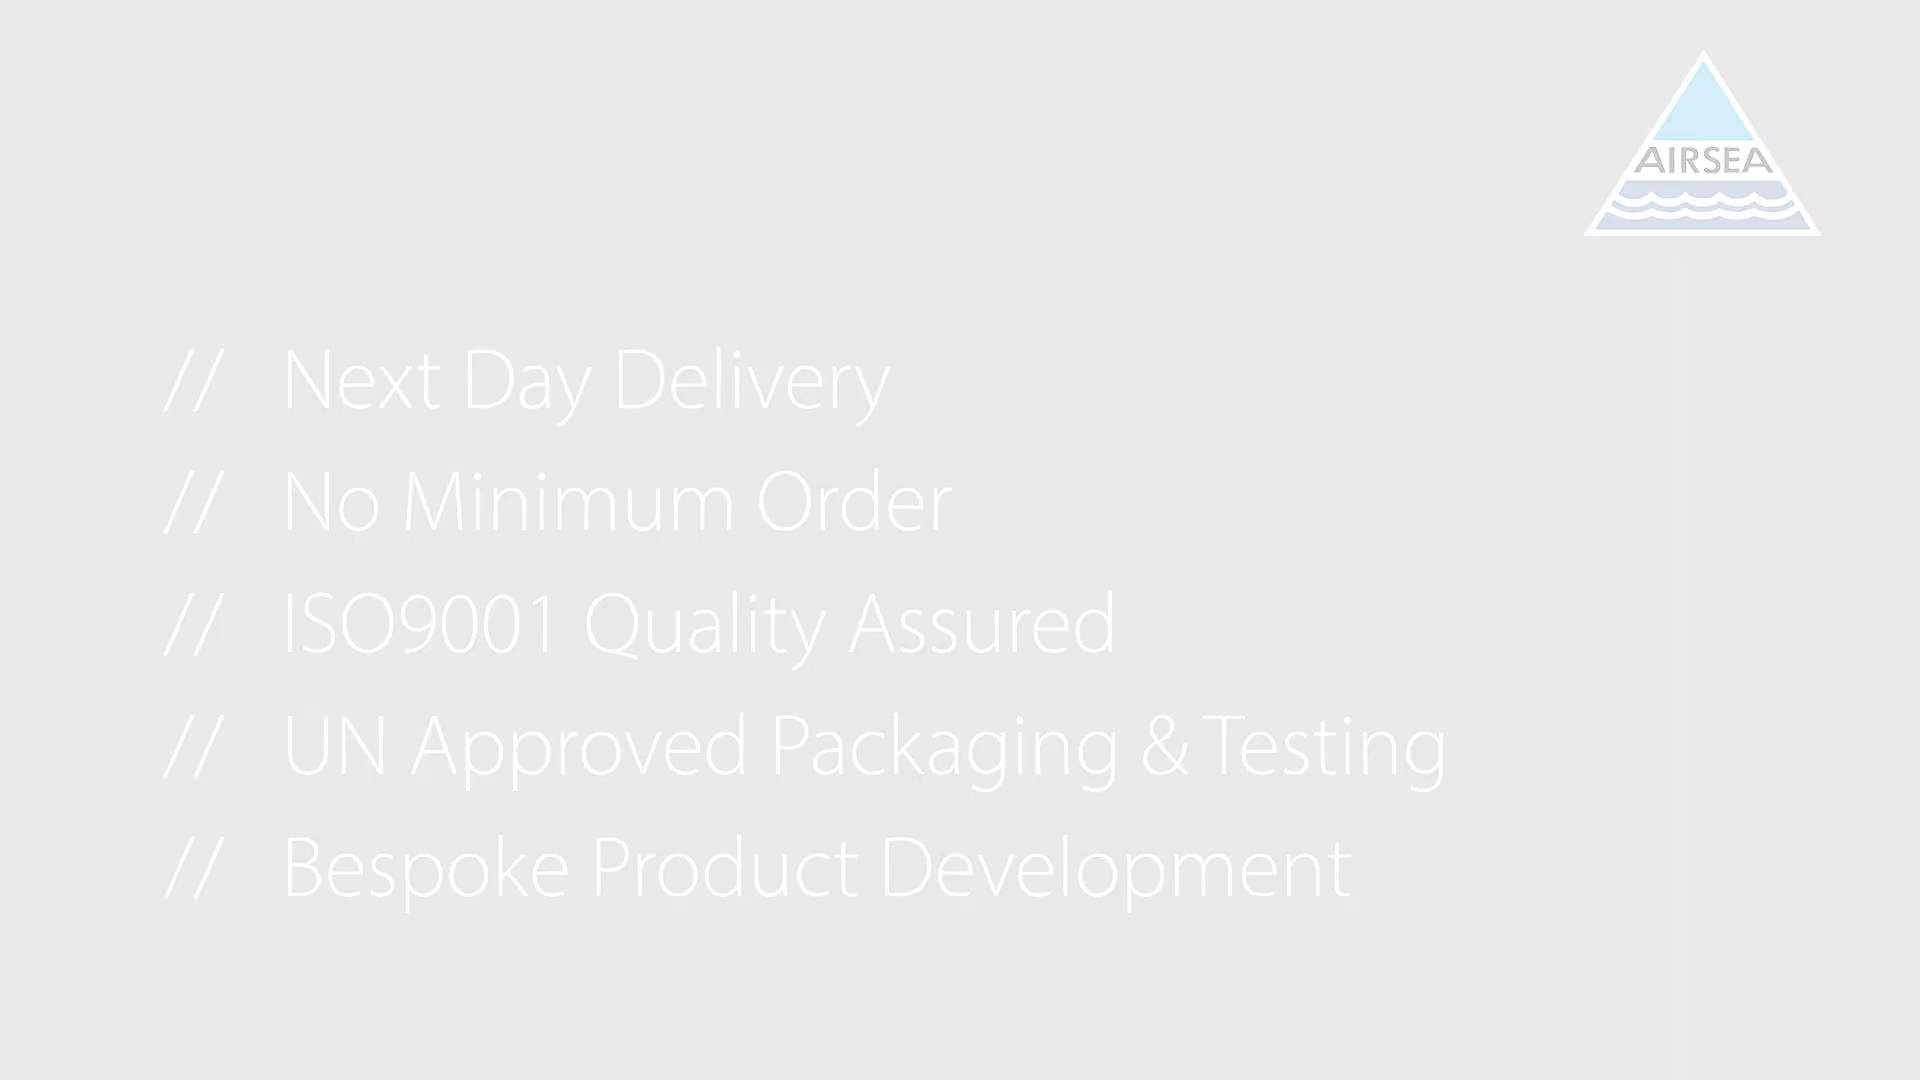 AIRSEA
// Next Day Delivery
// No Minimum Order
// ISO9001 Quality Assured
// UN Approved Packaging & Testing
// Bespoke Product Development